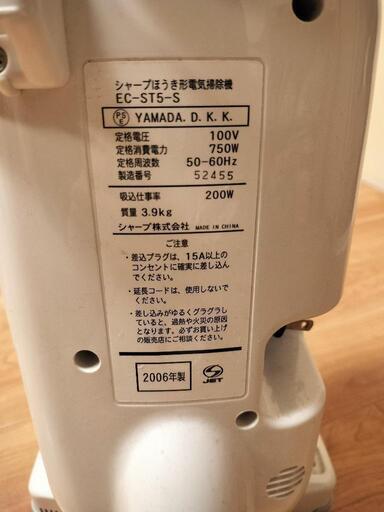 シャープほうき形電気掃除機
EC-ST5-S
PSE YAMADA. D. K. K.
定格電圧 100V
定格消費電力 750W
定格周波数 50-60Hz
製造番号 52455
吸込仕事率 200W
質量 3.9kg
シャープ株式会社 MADE IN CHINA
ご注意
・差込プラグは、15A以上の
コンセントに確実に差し込ん
でください。
・延長コードは、使用しないで
ください。
・差し込みがゆるくグラグラ
していると、過熱や火災の原因
となります。必ずお買い上げ
の販売店にご相談ください。
2006年製
JET